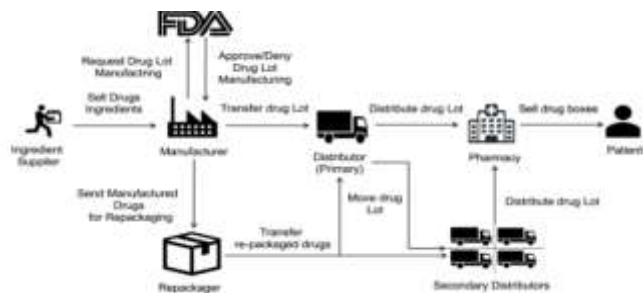 FDA
Request Drug Lot
Manufactring
Approve/Deny
Drug Lot
Manufacturing
Sell Drugs
Ingredients
Transfer drug Lot
Distribute drug Lot
Sell drug boxes
Ingredient
Supplier
Manufacturer
Distributor
(Primary)
Pharmacy
Patient
Send Manufactured
Drugs
for Repackaging
Move drug
Lot
Distribute drug Lot
Transfer
re-packaged drugs
Repackager
Secondary Distributors